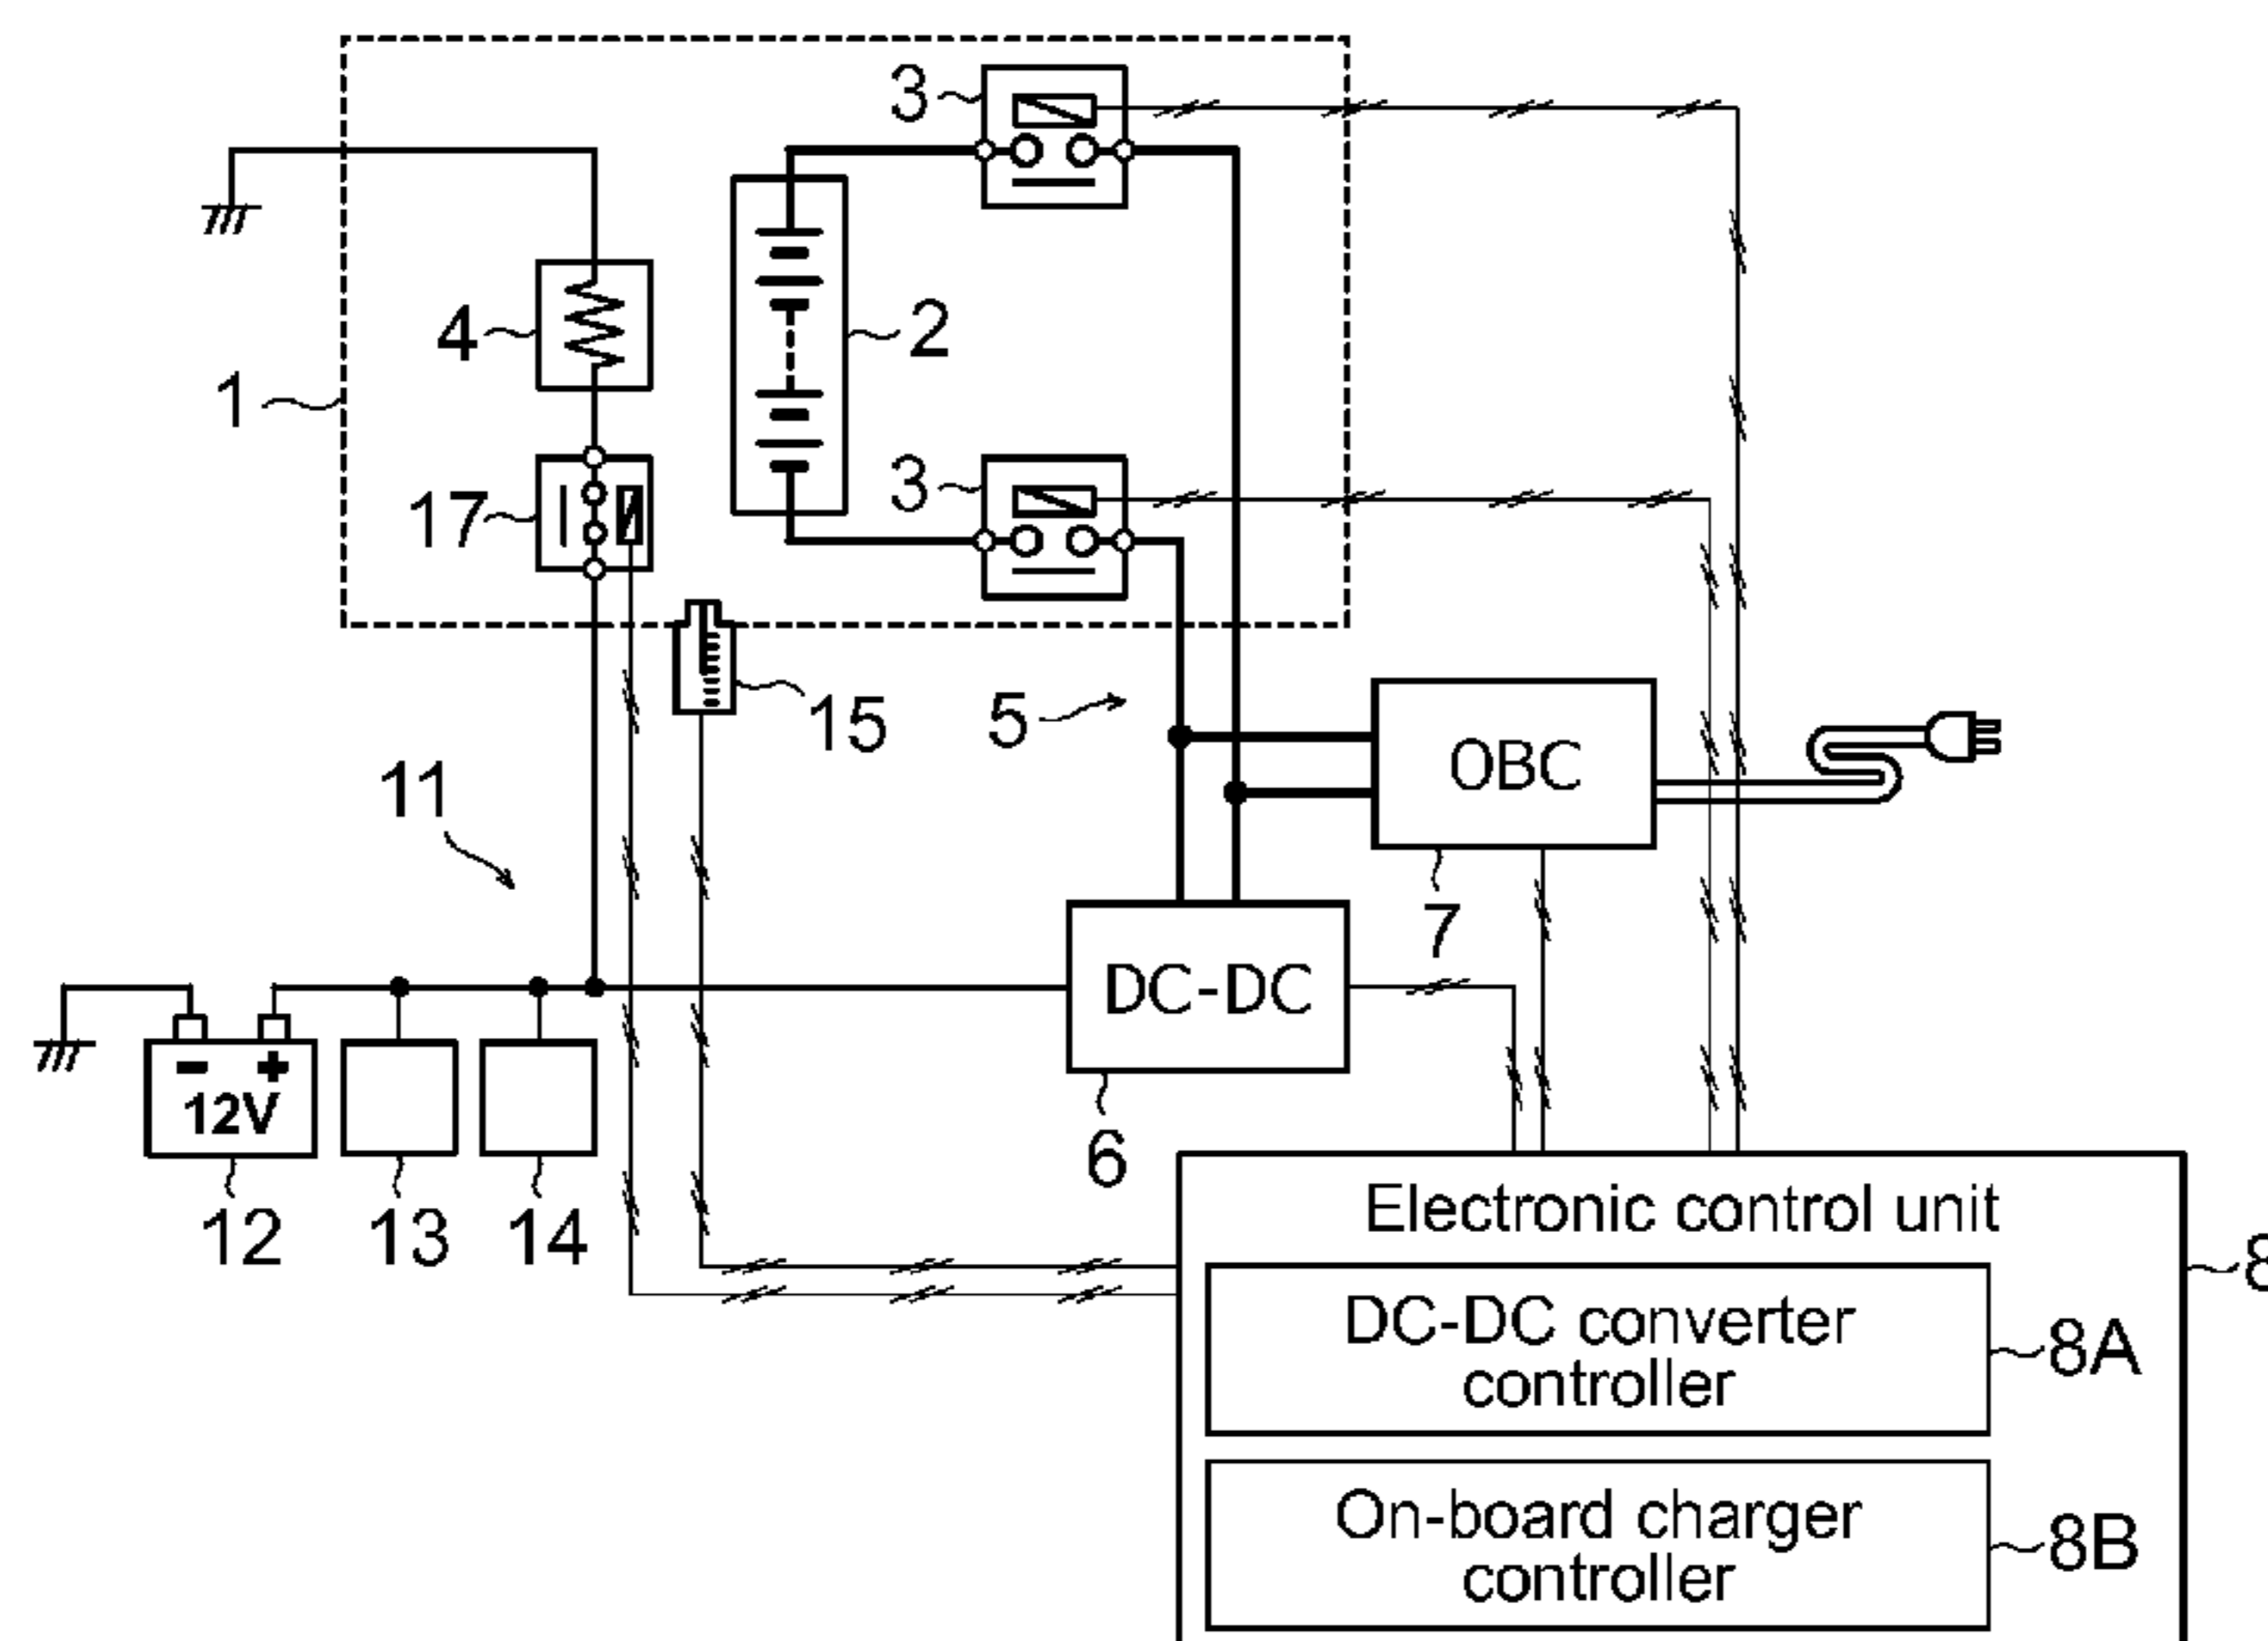 3
4
2
1
3
17
15
5
OBC
11
7
DC-DC
- +
12V
6
12
13
14
Electronic control unit
8
DC-DC converter
controller
8A
On-board charger
controller
8B